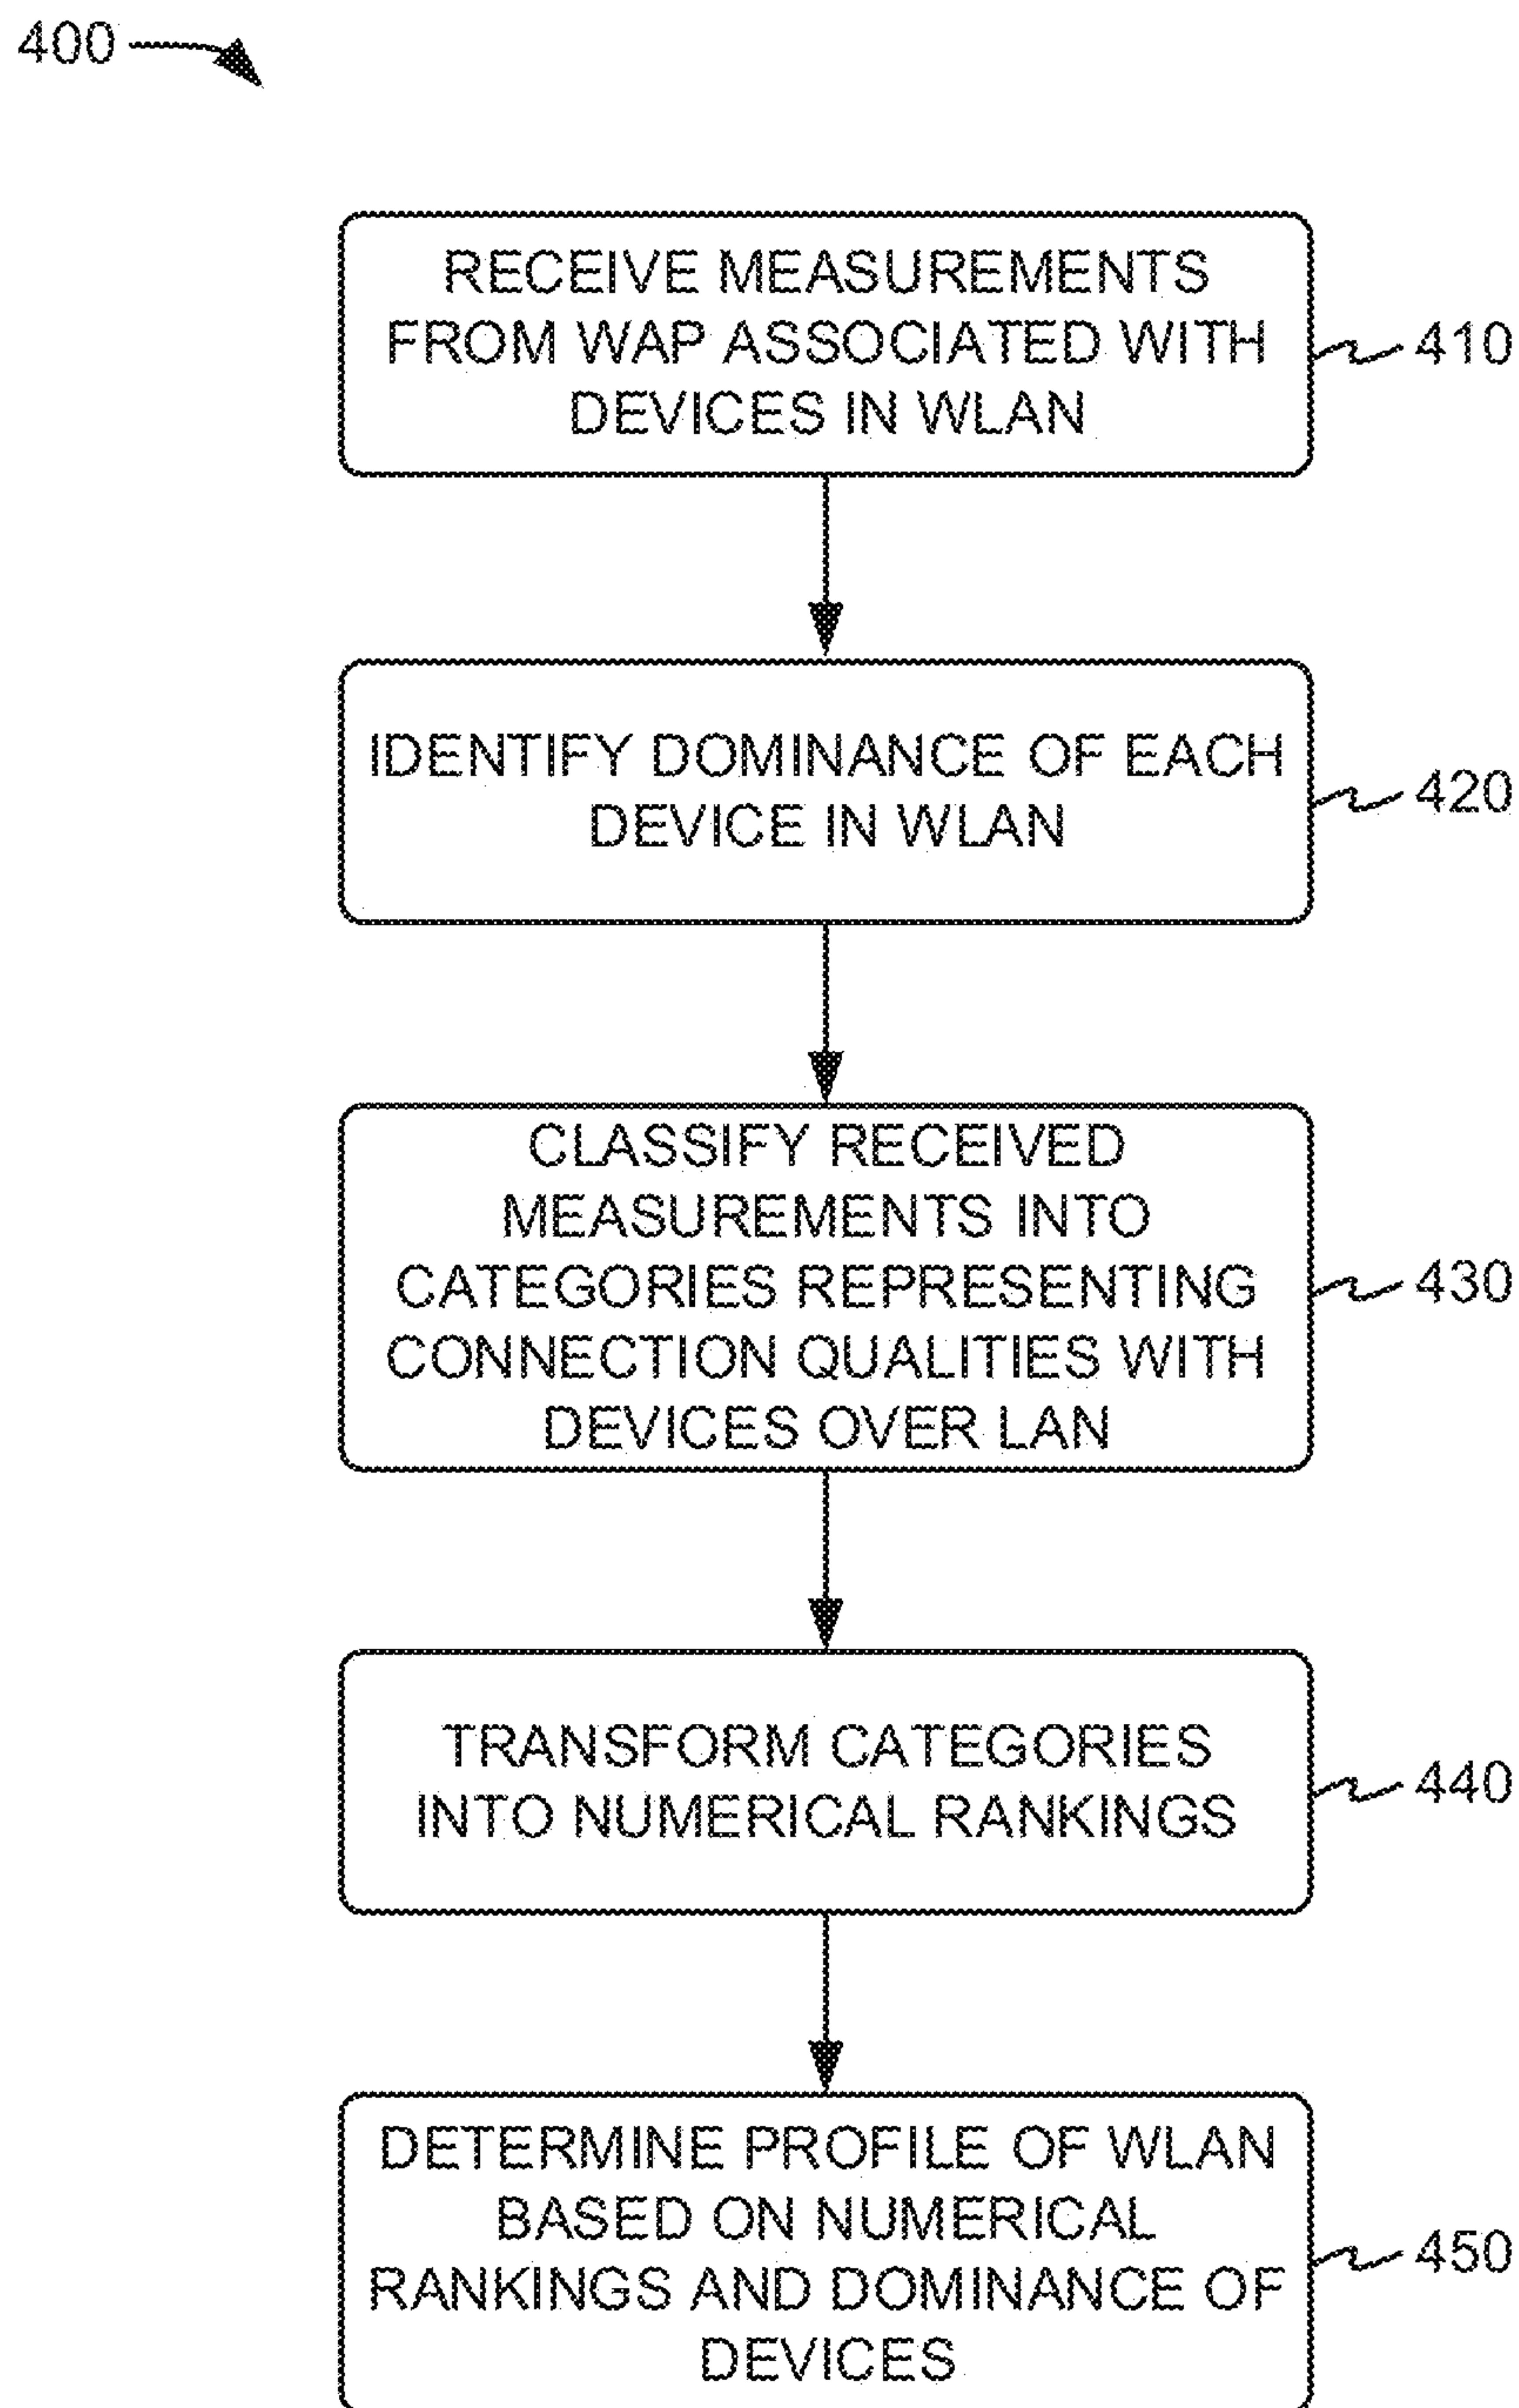 400
RECEIVE MEASUREMENTS
FROM WAP ASSOCIATED WITH
DEVICES IN WLAN
410
IDENTIFY DOMINANCE OF EACH
DEVICE IN WLAN
420
CLASSIFY RECEIVED
MEASUREMENTS INTO
CATEGORIES REPRESENTING
CONNECTION QUALITIES WITH
DEVICES OVER LAN
430
TRANSFORM CATEGORIES
INTO NUMERICAL RANKINGS
440
DETERMINE PROFILE OF WLAN
BASED ON NUMERICAL
RANKINGS AND DOMINANCE OF
DEVICES
450